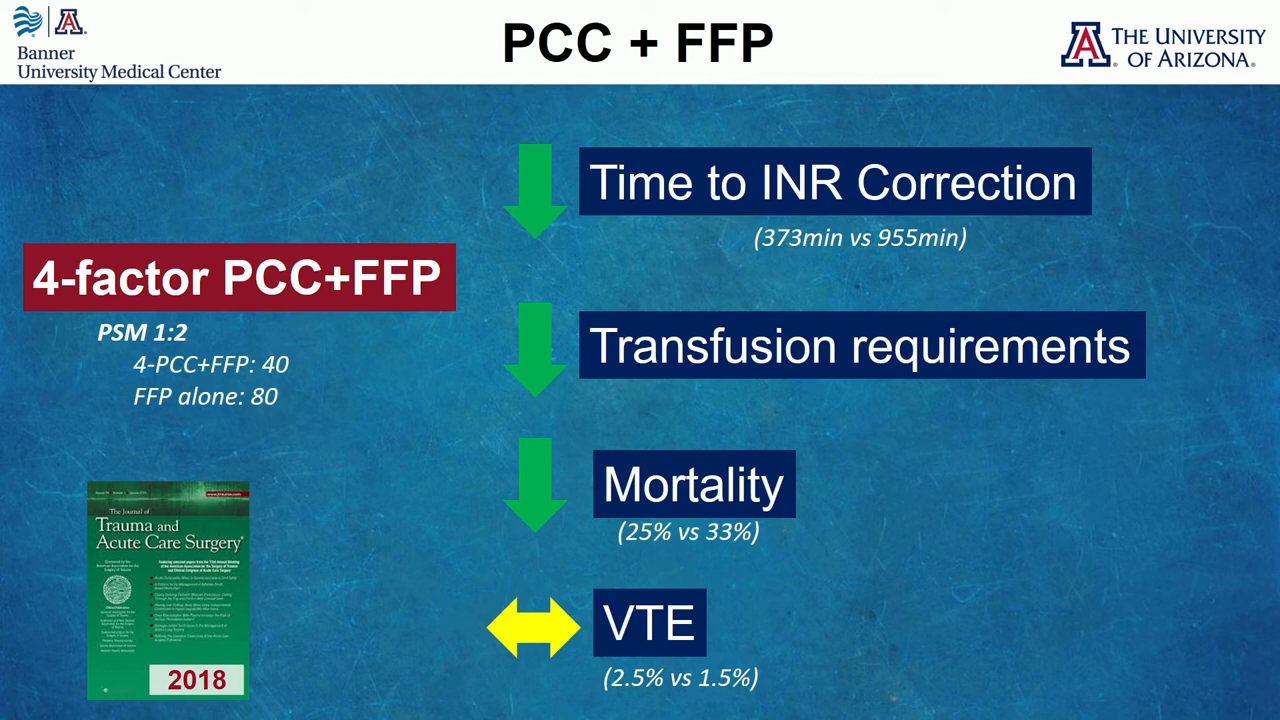 Banner
University Medical Center
PCC + FFP
THE UNIVERSITY
OF ARIZONA.
4-factor PCC+FFP
PSM 1:2
4-PCC+FFP: 40
FFP alone: 80
Time to INR Correction
(373min vs 955min)
Transfusion requirements
Mortality
(25% vs 33%)
VTE
(2.5% vs 1.5%)
The Journal of
Trauma and
Acute Care Surgery
2018